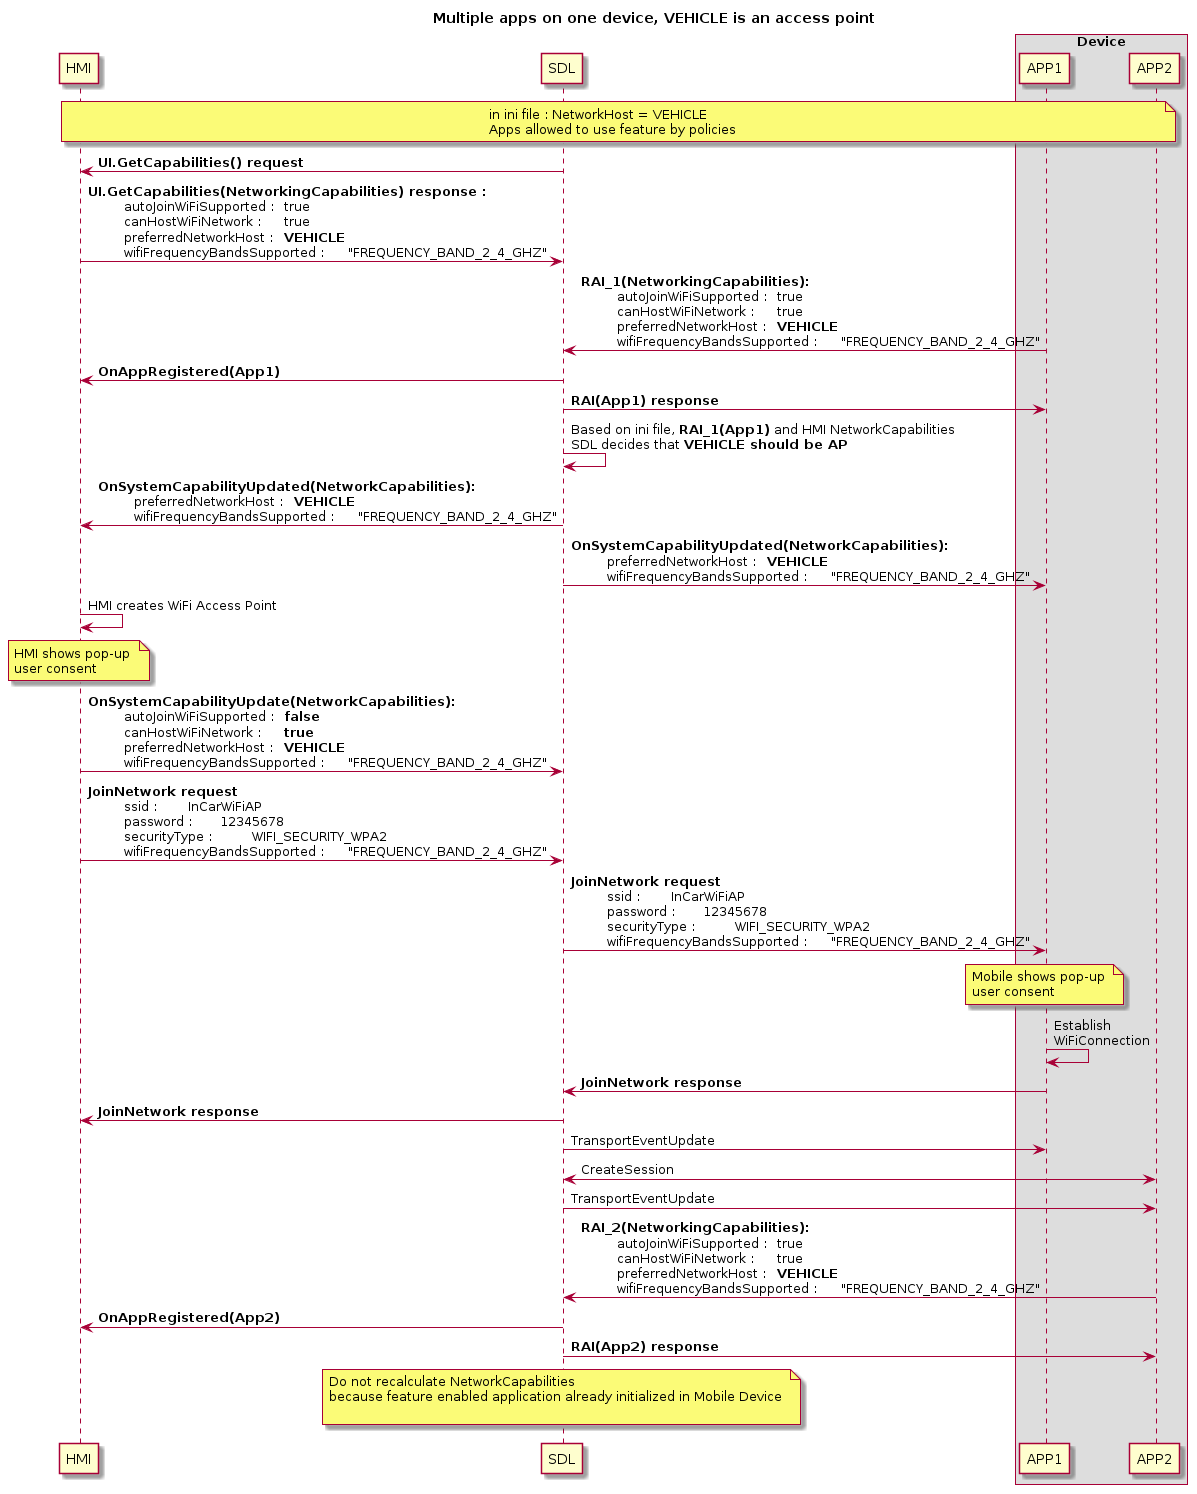 Multiple apps on one device, VEHICLE is an access point
Device
HMI
SDL
APP1
APP2
in ini file : NetworkHost = VEHICLE
Apps allowed to use feature by policies
UI.GetCapabilities() request
UI.GetCapabilities(NetworkingCapabilities) response :
autoJoinWiFiSupported : true
canHostWiFiNetwork : true
preferredNetworkHost : VEHICLE
wifiFrequencyBandsSupported : "FREQUENCY_BAND_2_4_GHZ"
RAI_1(NetworkingCapabilities):
autoJoinWiFiSupported : true
canHostWiFiNetwork : true
preferredNetworkHost : VEHICLE
wifiFrequencyBandsSupported : "FREQUENCY_BAND_2_4_GHZ"
OnAppRegistered(App1)
RAI(App1) response
Based on ini file, RAI_1(App1) and HMI NetworkCapabilities
SDL decides that VEHICLE should be AP
OnSystemCapabilityUpdated(NetworkCapabilities):
preferredNetworkHost : VEHICLE
wifiFrequencyBandsSupported : "FREQUENCY_BAND_2_4_GHZ"
OnSystemCapabilityUpdated(NetworkCapabilities):
preferredNetworkHost : VEHICLE
wifiFrequencyBandsSupported : "FREQUENCY_BAND_2_4_GHZ"
HMI creates WiFi Access Point
HMI shows pop-up
user consent
OnSystemCapabilityUpdate(NetworkCapabilities):
autoJoinWiFiSupported : false
canHostWiFiNetwork : true
preferredNetworkHost : VEHICLE
wifiFrequencyBandsSupported : "FREQUENCY_BAND_2_4_GHZ"
JoinNetwork request
ssid : InCarWiFiAP
password : 12345678
securityType : WIFI_SECURITY_WPA2
wifiFrequencyBandsSupported : "FREQUENCY_BAND_2_4_GHZ"
JoinNetwork request
ssid : InCarWiFiAP
password : 12345678
securityType : WIFI_SECURITY_WPA2
wifiFrequencyBandsSupported : "FREQUENCY_BAND_2_4_GHZ"
Mobile shows pop-up
user consent
Establish
WiFiConnection
JoinNetwork response
JoinNetwork response
TransportEventUpdate
CreateSession
TransportEventUpdate
RAI_2(NetworkingCapabilities):
autoJoinWiFiSupported : true
canHostWiFiNetwork : true
preferredNetworkHost : VEHICLE
wifiFrequencyBandsSupported : "FREQUENCY_BAND_2_4_GHZ"
OnAppRegistered(App2)
RAI(App2) response
Do not recalculate NetworkCapabilities
because feature enabled application already initialized in Mobile Device
HMI
SDL
APP1
APP2